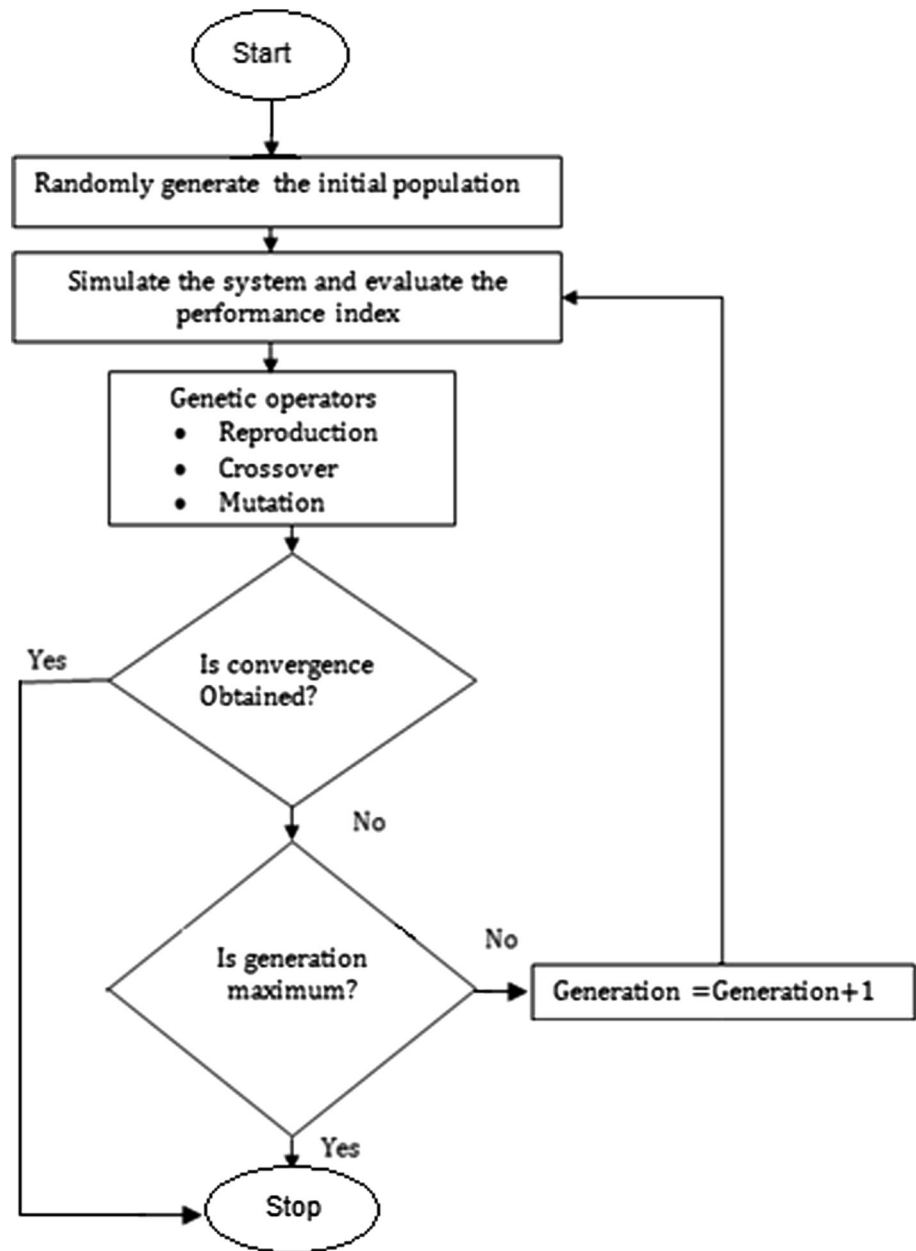 Start
Randomly generate the initial population
Simulate the system and evaluate the
performance index
Genetic operators
• Reproduction
• Crossover
• Mutation
Yes
Is convergence
Obtained?
No
Is generation
maximum?
No
Generation =Generation+1
Yes
Stop